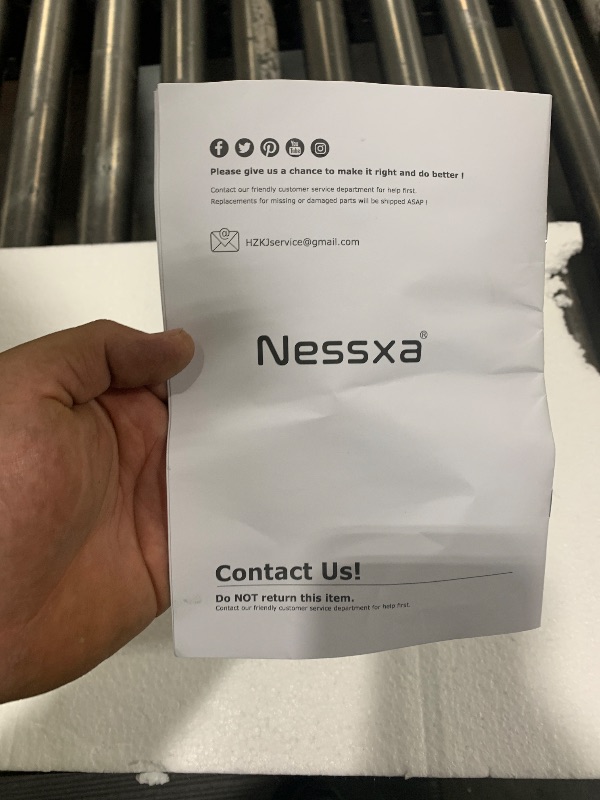 Please give us a chance to make it right and do better !
Contact our friendly customer service department for help first.
Replacements for missing or damaged parts will be shipped ASAP !
HZKJservice@gmail.com
Nessxa®
Contact Us!
Do NOT return this item.
Contact our friendly customer service department for help first.